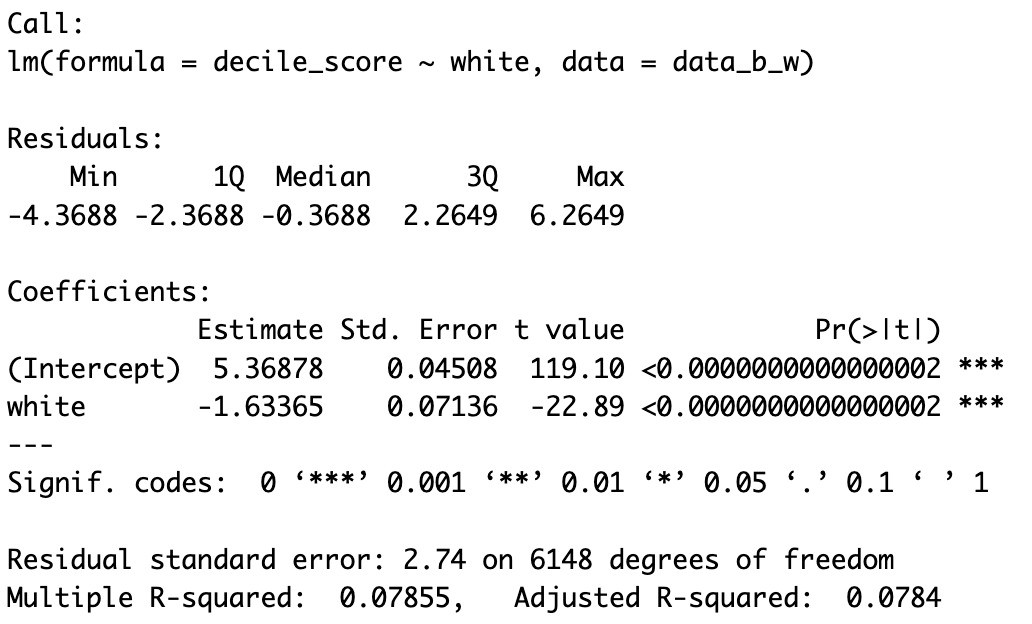 Call:
lm(formula = decile_score ~ white, data = data_b_w)
Residuals:
    Min      1Q  Median      3Q     Max
-4.3688 -2.3688 -0.3688  2.2649  6.2649
Coefficients:
            Estimate Std. Error t value            Pr(>|t|)
(Intercept)  5.36878    0.04508  119.10 <0.0000000000000002 ***
white       -1.63365    0.07136  -22.89 <0.0000000000000002 ***
---
Signif. codes:  0 ‘***’ 0.001 ‘**’ 0.01 ‘*’ 0.05 ‘.’ 0.1 ‘ ’ 1
Residual standard error: 2.74 on 6148 degrees of freedom
Multiple R-squared:  0.07855,   Adjusted R-squared:  0.0784